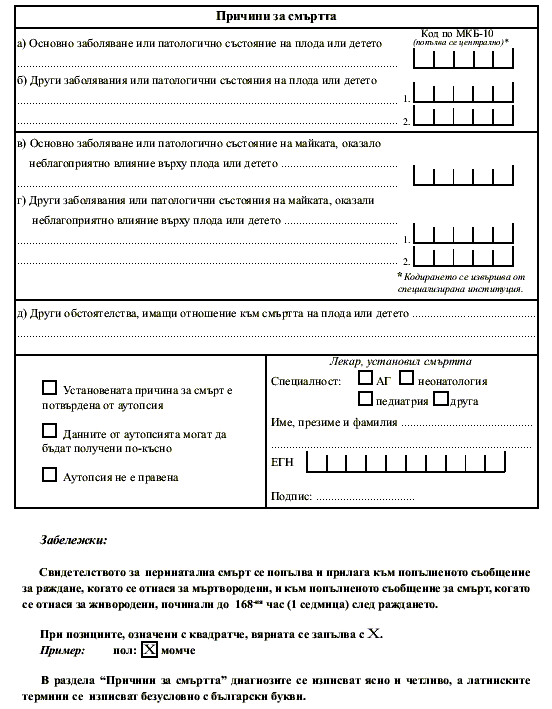 Причини за смъртта
Код по МКБ-10
(попълва се централно)*
а) Основно заболяване или патологично състояние на плода или детето
б) Други заболявания или патологични състояния на плода или детето
1.
2.
в) Основно заболяване или патологично състояние на майката, оказало
неблагоприятно влияние върху плода или детето
г) Други заболявания или патологични състояния на майката, оказали
неблагоприятно влияние върху плода или детето
1.
2.
* Кодирането се извършва от
специализирана институция.
д) Други обстоятелства, имащи отношение към смъртта на плода или детето
Установената причина за смърт е
потвърдена от аутопсия
Данните от аутопсията могат да
бъдат получени по-късно
Аутопсия не е правена
Лекар, установил смъртта
Специалност: АГ неонатология
педиатрия друга
Име, презиме и фамилия
ЕГН
Подпис:
Забележки:
Свидетелството за перинатална смърт се попълва и прилага към попълненото съобщение
за раждане, когато се отнася за мъртвородени, и към попълненото съобщение за смърт, когато
се отнася за живородени, починали до 168-ия час (1 седмица) след раждането.
При позициите, означени с квадратче, вярната се запълва с X.
Пример: пол: X момче
В раздела “Причини за смъртта” диагнозите се изписват ясно и четливо, а латинските
термини се изписват безусловно с български букви.